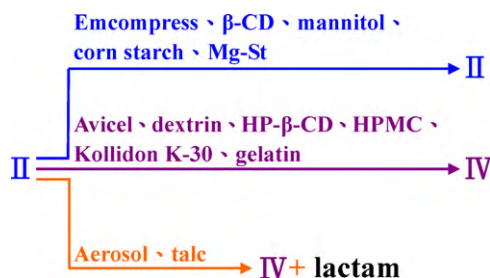 Emcompress、β-CD、mannitol、
corn starch、Mg-St
Ⅱ
Avicel、dextrin、HP-β-CD、HPMC、
Kollidon K-30、gelatin
Ⅱ
Ⅳ
Aerosol、talc
Ⅳ+ lactam